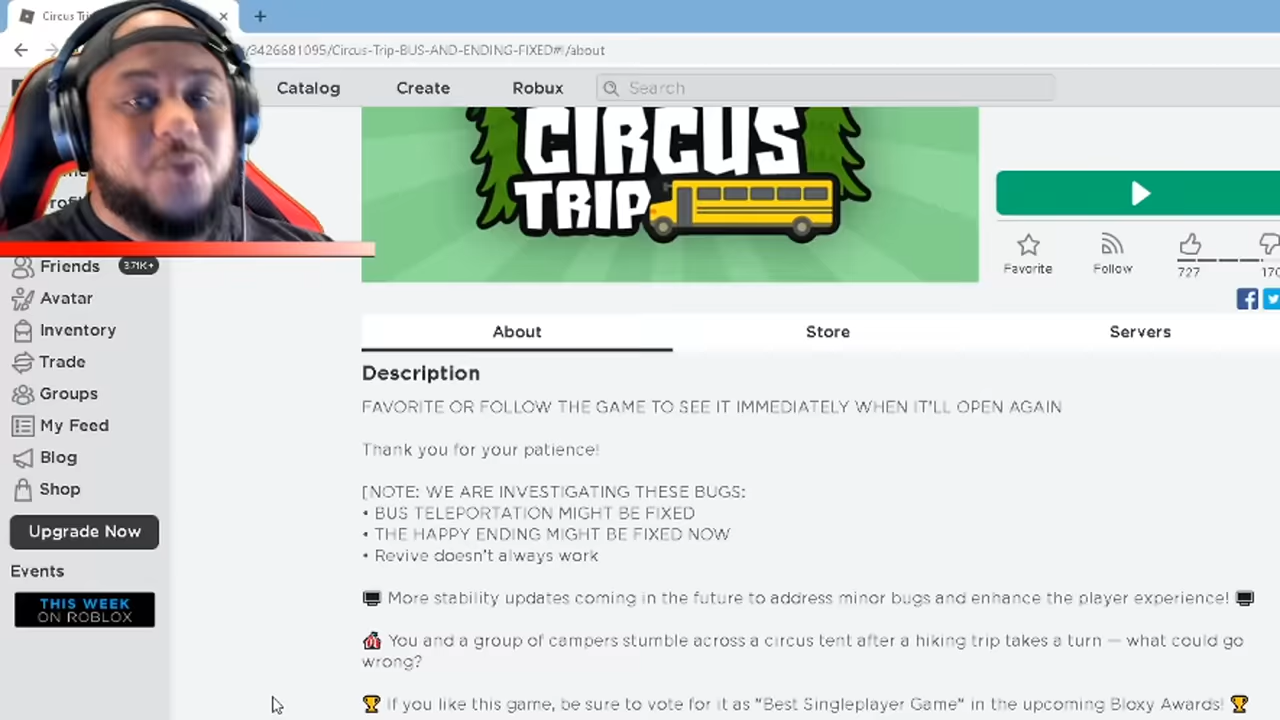 Circus Tri
/3426681095/Circus-Trip-BUS-AND-ENDING-FIXED#!/about
Catalog Create Robux Search
CIRCUS
TRIP
Favorite Follow 727 170
Friends 3.71K+
Avatar
Inventory
Trade
Groups
My Feed
Blog
Shop
Upgrade Now
Events
THIS WEEK
ON ROBLOX
About Store Servers
Description
FAVORITE OR FOLLOW THE GAME TO SEE IT IMMEDIATELY WHEN IT'LL OPEN AGAIN
Thank you for your patience!
[NOTE: WE ARE INVESTIGATING THESE BUGS:
• BUS TELEPORTATION MIGHT BE FIXED
• THE HAPPY ENDING MIGHT BE FIXED NOW
• Revive doesn't always work
More stability updates coming in the future to address minor bugs and enhance the player experience!
You and a group of campers stumble across a circus tent after a hiking trip takes a turn — what could go
wrong?
If you like this game, be sure to vote for it as "Best Singleplayer Game" in the upcoming Bloxy Awards!